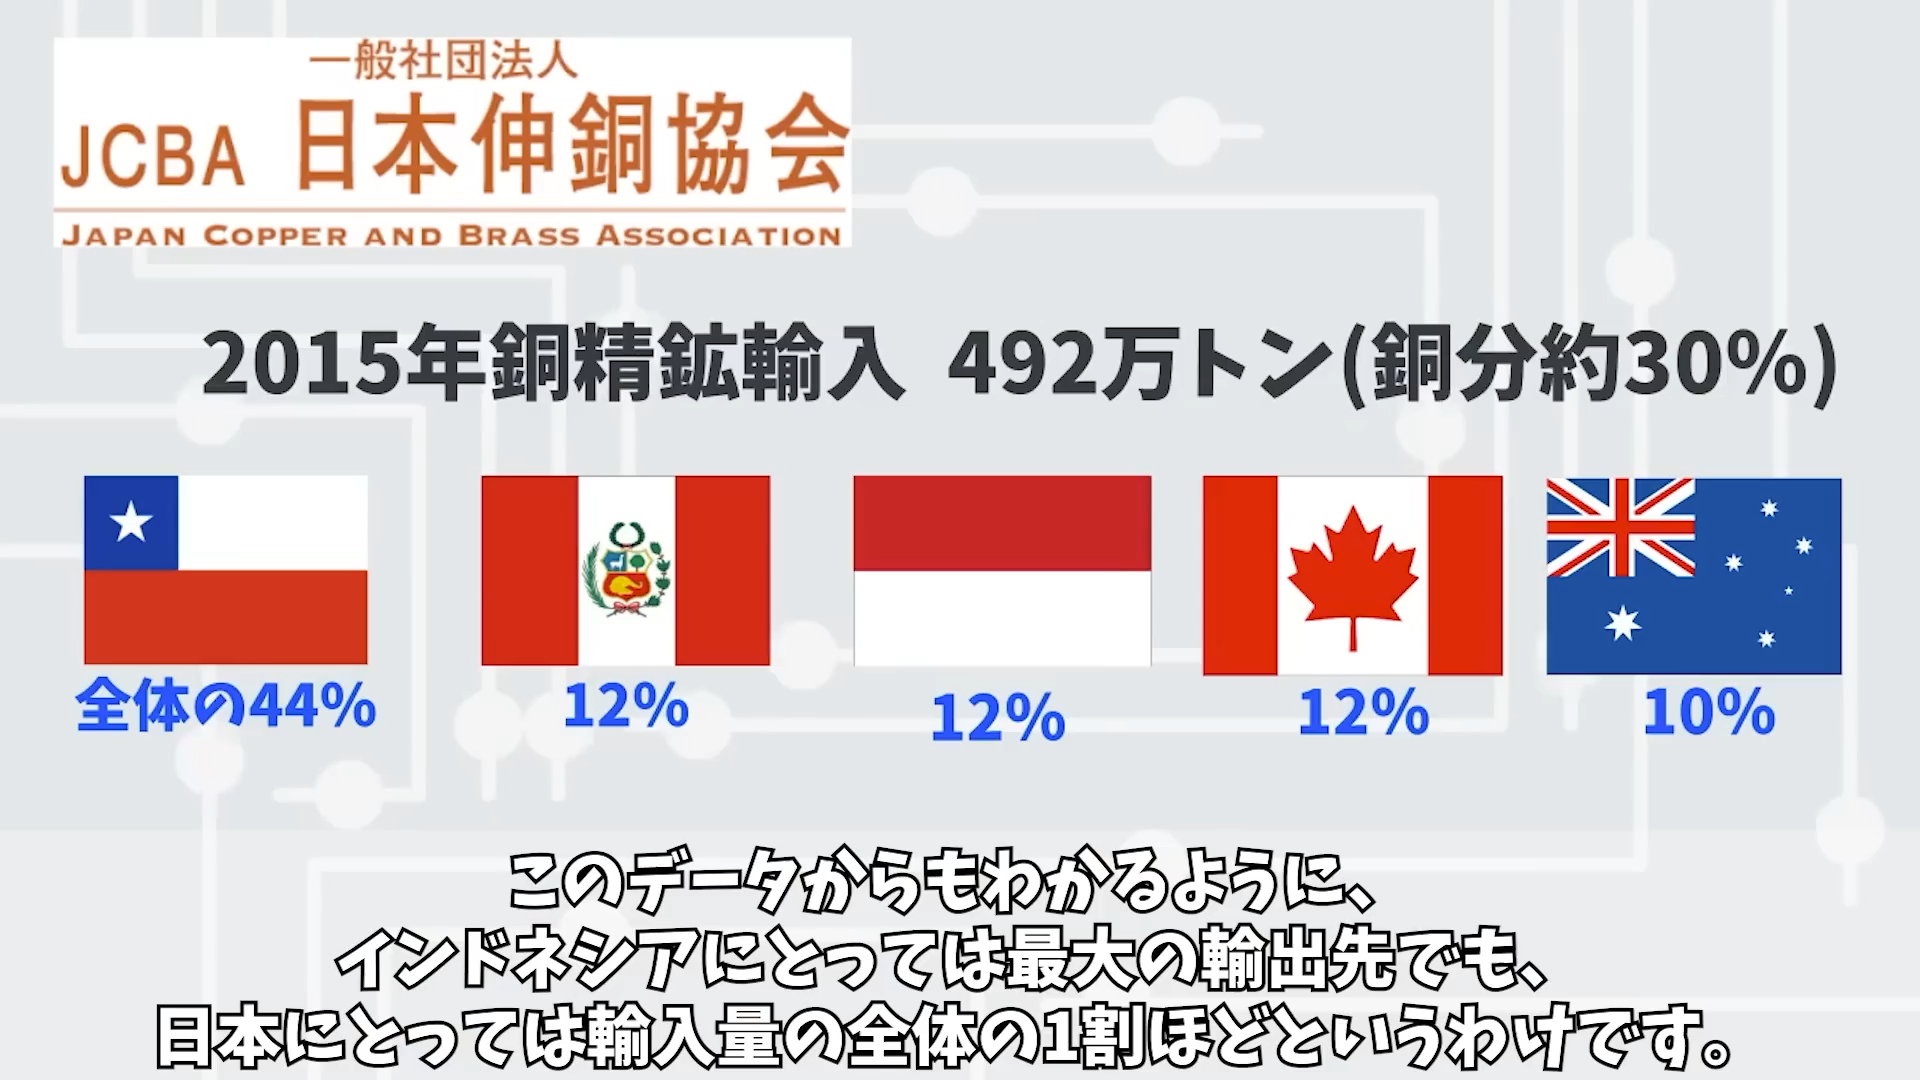 一般社団法人
JCBA 日本伸銅協会
JAPAN COPPER AND BRASS ASSOCIATION
2015年銅精鉱輸入 492万トン(銅分約30%)
全体の44% 12% 12% 12% 10%
このデータからもわかるように、
インドネシアにとっては最大の輸出先でも、
日本にとっては輸入量の全体の1割ほどというわけです。